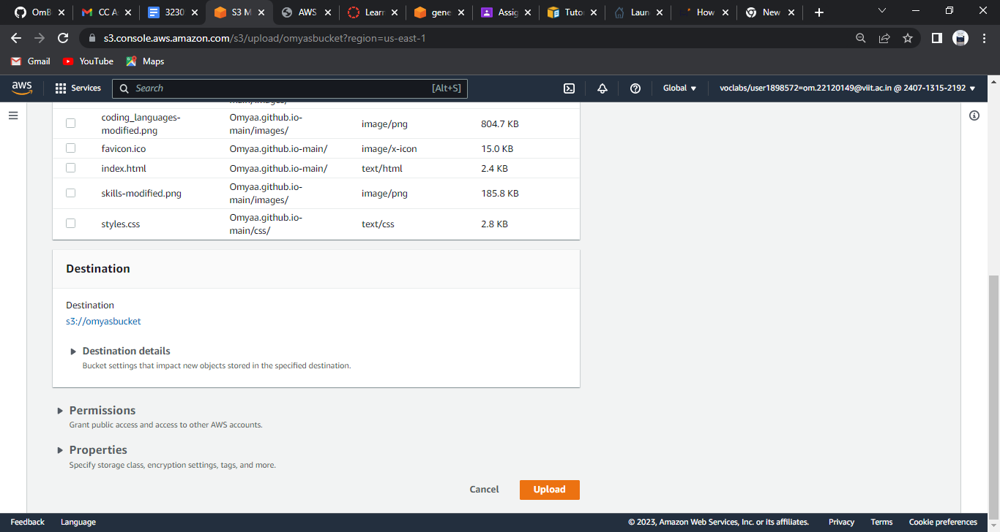 OmB
CC A
3230
S3 M
AWS
Learn
gene
Assig
Tuto
Laun
How
New
s3.console.aws.amazon.com/s3/upload/omyasbucket?region=us-east-1
Gmail
YouTube
Maps
aws
Services
Search
[Alt+S]
Global
voclabs/user1898572=om.22120149@viit.ac.in @ 2407-1315-2192
coding_languages-
modified.png
Omyaa.github.io-
main/images/
image/png
804.7 KB
favicon.ico
Omyaa.github.io-main/
image/x-icon
15.0 KB
index.html
Omyaa.github.io-main/
text/html
2.4 KB
skills-modified.png
Omyaa.github.io-
main/images/
image/png
185.8 KB
styles.css
Omyaa.github.io-
main/css/
text/css
2.8 KB
Destination
Destination
s3://omyasbucket
Destination details
Bucket settings that impact new objects stored in the specified destination.
Permissions
Grant public access and access to other AWS accounts.
Properties
Specify storage class, encryption settings, tags, and more.
Cancel
Upload
Feedback
Language
© 2023, Amazon Web Services, Inc. or its affiliates.
Privacy
Terms
Cookie preferences